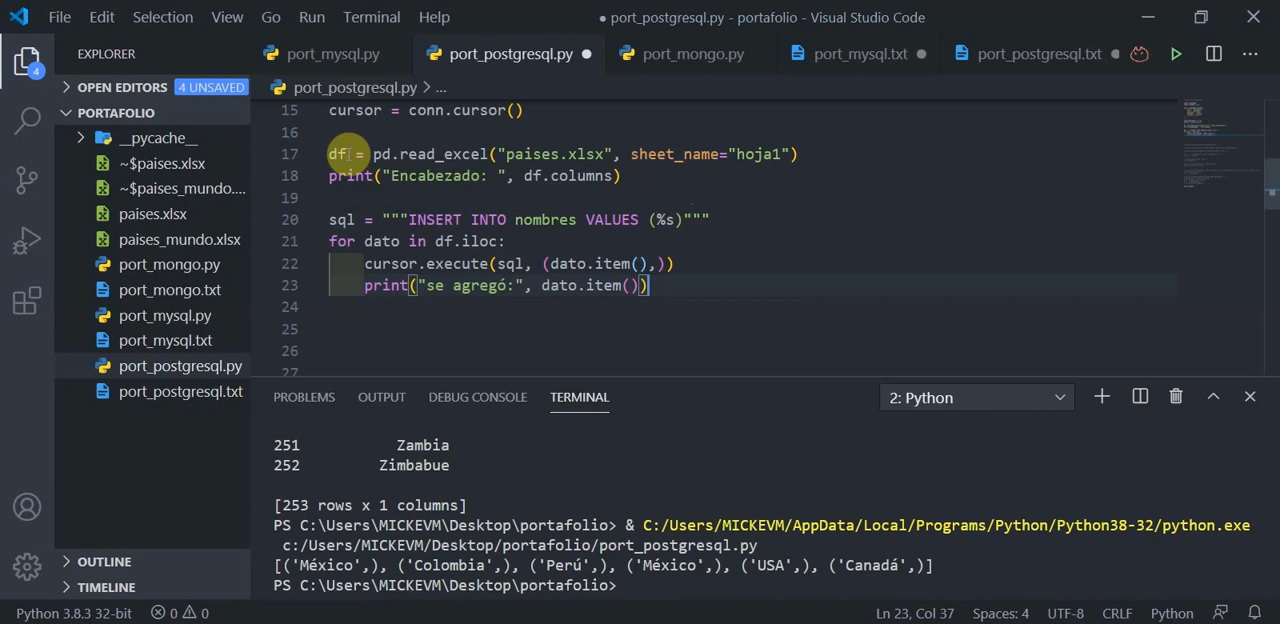 File Edit Selection View Go Run Terminal Help ● port_postgresql.py - portafolio - Visual Studio Code
EXPLORER
port_mysql.py port_postgresql.py port_mongo.py port_mysql.txt port_postgresql.txt
4
OPEN EDITORS 4 UNSAVED
port_postgresql.py > ...
PORTAFOLIO
__pycache__
~$paises.xlsx
~$paises_mundo....
paises.xlsx
paises_mundo.xlsx
port_mongo.py
port_mongo.txt
port_mysql.py
port_mysql.txt
port_postgresql.py
port_postgresql.txt
OUTLINE
TIMELINE
15 cursor = conn.cursor()
16
17 df = pd.read_excel("paises.xlsx", sheet_name="hoja1")
18 print("Encabezado: ", df.columns)
19
20 sql = """INSERT INTO nombres VALUES (%s)"""
21 for dato in df.iloc:
22 cursor.execute(sql, (dato.item(),))
23 print("se agregó:", dato.item())
24
25
26
27
PROBLEMS OUTPUT DEBUG CONSOLE TERMINAL 2: Python
251 Zambia
252 Zimbabue
[253 rows x 1 columns]
PS C:\Users\MICKEVM\Desktop\portafolio> & C:/Users/MICKEVM/AppData/Local/Programs/Python/Python38-32/python.exe
c:/Users/MICKEVM/Desktop/portafolio/port_postgresql.py
[('México',), ('Colombia',), ('Perú',), ('México',), ('USA',), ('Canadá',)]
PS C:\Users\MICKEVM\Desktop\portafolio>
Python 3.8.3 32-bit 0 0 Ln 23, Col 37 Spaces: 4 UTF-8 CRLF Python